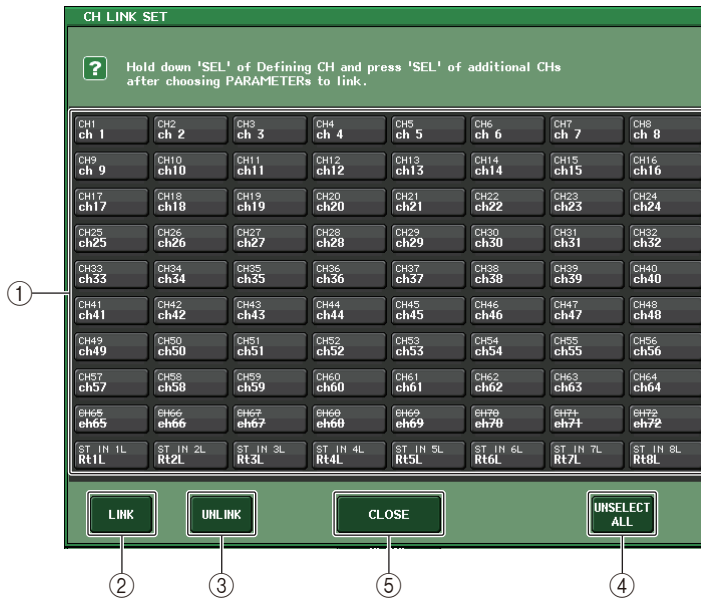 CH LINK SET
? Hold down 'SEL' of Defining CH and press 'SEL' of additional CHs
after choosing PARAMETERs to link.
CH1 CH2 CH3 CH4 CH5 CH6 CH7 CH8
ch 1 ch 2 ch 3 ch 4 ch 5 ch 6 ch 7 ch 8
CH9 CH10 CH11 CH12 CH13 CH14 CH15 CH16
ch 9 ch10 ch11 ch12 ch13 ch14 ch15 ch16
CH17 CH18 CH19 CH20 CH21 CH22 CH23 CH24
ch17 ch18 ch19 ch20 ch21 ch22 ch23 ch24
CH25 CH26 CH27 CH28 CH29 CH30 CH31 CH32
ch25 ch26 ch27 ch28 ch29 ch30 ch31 ch32
CH33 CH34 CH35 CH36 CH37 CH38 CH39 CH40
ch33 ch34 ch35 ch36 ch37 ch38 ch39 ch40
①
CH41 CH42 CH43 CH44 CH45 CH46 CH47 CH48
ch41 ch42 ch43 ch44 ch45 ch46 ch47 ch48
CH49 CH50 CH51 CH52 CH53 CH54 CH55 CH56
ch49 ch50 ch51 ch52 ch53 ch54 ch55 ch56
CH57 CH58 CH59 CH60 CH61 CH62 CH63 CH64
ch57 ch58 ch59 ch60 ch61 ch62 ch63 ch64
CH65 CH66 CH67 CH68 CH69 CH70 CH71 CH72
ch65 ch66 ch67 ch68 ch69 ch70 ch71 ch72
ST IN 1L ST IN 2L ST IN 3L ST IN 4L ST IN 5L ST IN 6L ST IN 7L ST IN 8L
Rt1L Rt2L Rt3L Rt4L Rt5L Rt6L Rt7L Rt8L
LINK UNLINK CLOSE UNSELECT
ALL
② ③ ⑤ ④